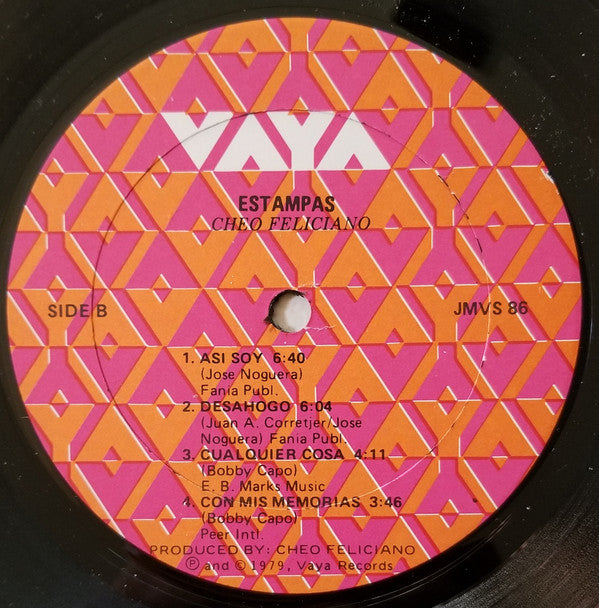 VAYA
ESTAMPAS
CHEO FELICIANO
SIDE B
JMVS 86
1. ASI SOY 6:40
(Jose Noguera)
Fania Publ.
2. DESAHOGO 6:04
(Juan A. Corretjer/Jose
Noguera) Fania Publ.
3. CUALQUIER COSA 4:11
(Bobby Capo)
E. B. Marks Music
4. CON MIS MEMORIAS 3:46
(Bobby Capo)
Peer Intl.
PRODUCED BY: CHEO FELICIANO
Ⓟ and © 1979, Vaya Records